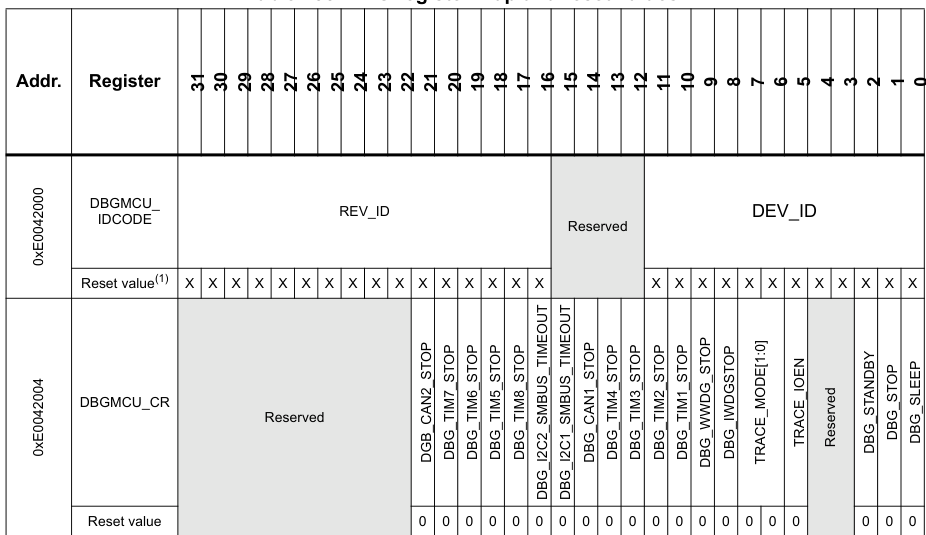 Addr. Register 31 30 29 28 27 26 25 24 23 22 21 20 19 18 17 16 15 14 13 12 11 10 9 8 7 6 5 4 3 2 1 0
0xE0042000
DBGMCU_
IDCODE
REV_ID
Reserved
DEV_ID
Reset value(1) X X X X X X X X X X X X X X X X X X X X X X X X X X X X
0xE0042004
DBGMCU_CR
Reserved
DGB_CAN2_STOP
DBG_TIM7_STOP
DBG_TIM6_STOP
DBG_TIM5_STOP
DBG_TIM8_STOP
DBG_I2C2_SMBUS_TIMEOUT
DBG_I2C1_SMBUS_TIMEOUT
DBG_CAN1_STOP
DBG_TIM4_STOP
DBG_TIM3_STOP
DBG_TIM2_STOP
DBG_TIM1_STOP
DBG_WWDG_STOP
DBG_IWDGSTOP
TRACE_MODE[1:0]
TRACE_IOEN
Reserved
DBG_STANDBY
DBG_STOP
DBG_SLEEP
Reset value 0 0 0 0 0 0 0 0 0 0 0 0 0 0 0 0 0 0 0 0